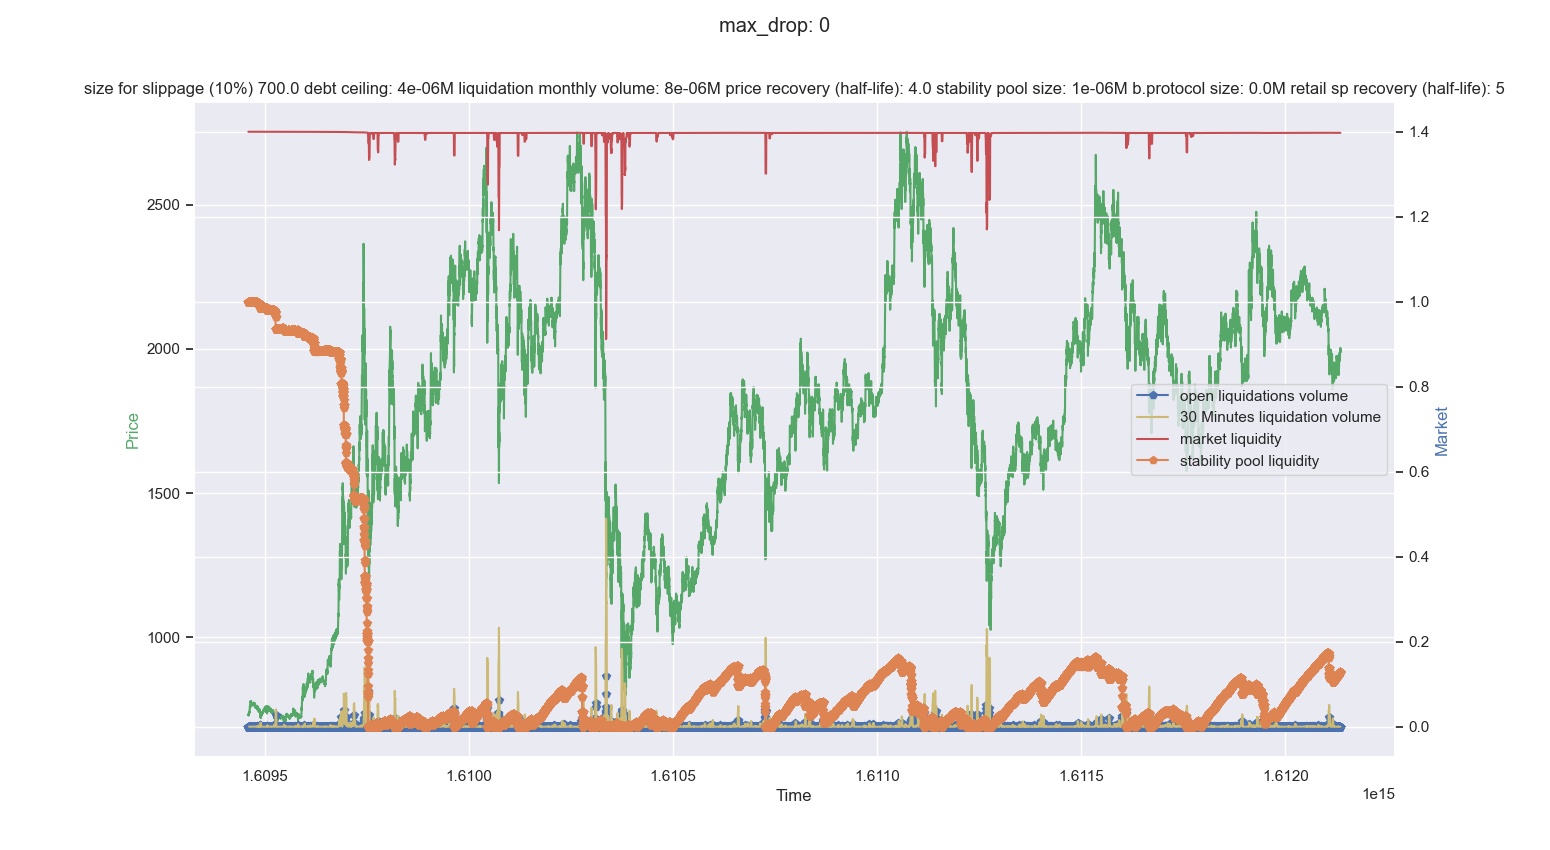 max_drop: 0
size for slippage (10%) 700.0 debt ceiling: 4e-06M liquidation monthly volume: 8e-06M price recovery (half-life): 4.0 stability pool size: 1e-06M b.protocol size: 0.0M retail sp recovery (half-life): 5
2500
2000
1500
1000
Price
1.4
1.2
1.0
0.8
0.6
0.4
0.2
0.0
Market
open liquidations volume
30 Minutes liquidation volume
market liquidity
stability pool liquidity
1.6095
1.6100
1.6105
1.6110
1.6115
1.6120
1e15
Time